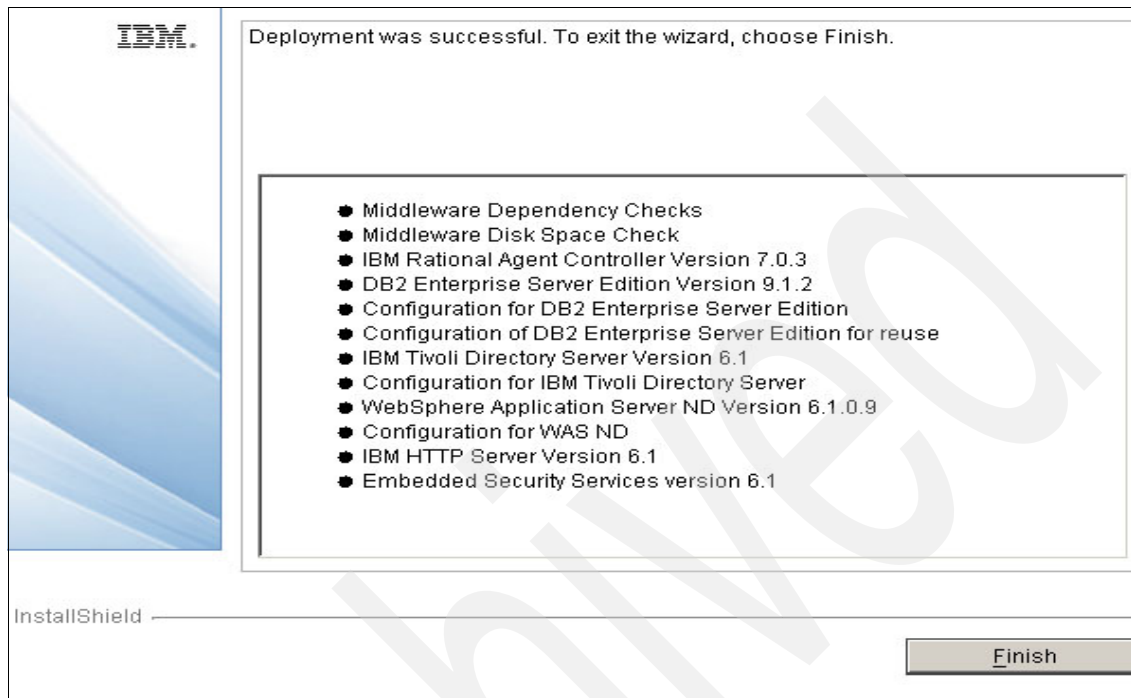 IBM.
Deployment was successful. To exit the wizard, choose Finish.
Middleware Dependency Checks
Middleware Disk Space Check
IBM Rational Agent Controller Version 7.0.3
DB2 Enterprise Server Edition Version 9.1.2
Configuration for DB2 Enterprise Server Edition
Configuration of DB2 Enterprise Server Edition for reuse
IBM Tivoli Directory Server Version 6.1
Configuration for IBM Tivoli Directory Server
WebSphere Application Server ND Version 6.1.0.9
Configuration for WAS ND
IBM HTTP Server Version 6.1
Embedded Security Services version 6.1
InstallShield
Finish
hived